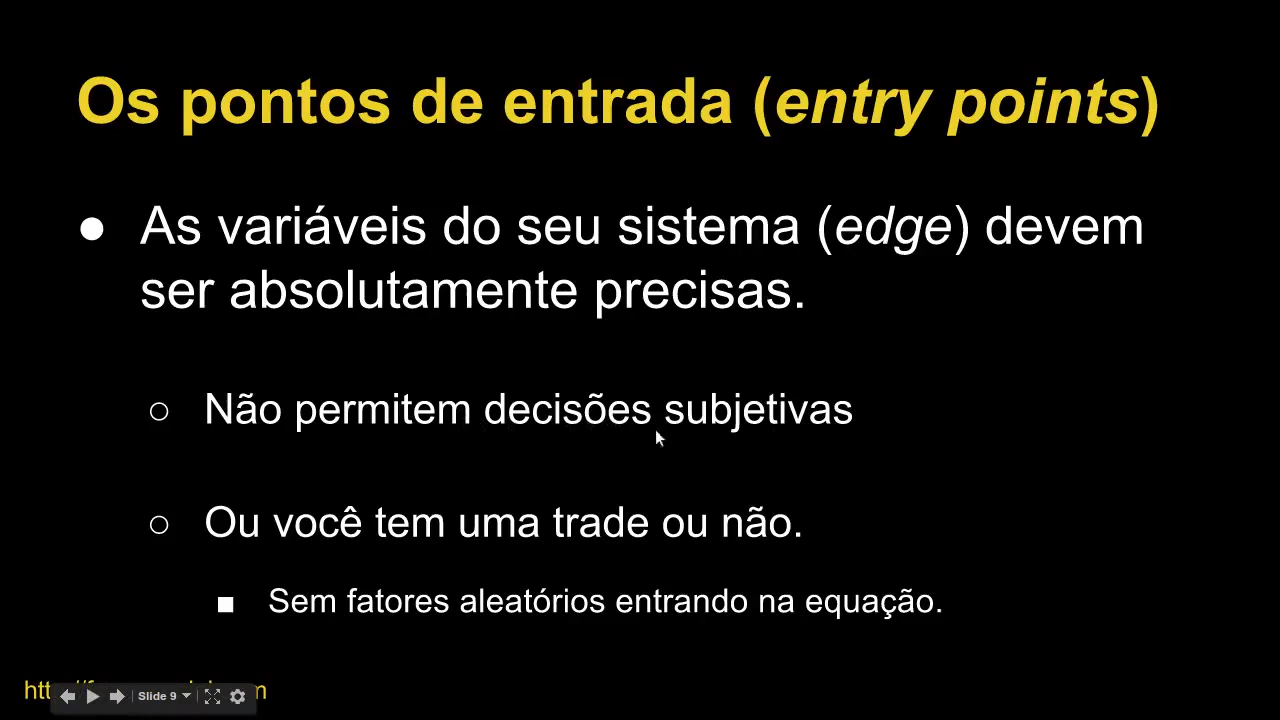 Os pontos de entrada (entry points)
● As variáveis do seu sistema (edge) devem
ser absolutamente precisas.
○ Não permitem decisões subjetivas
○ Ou você tem uma trade ou não.
■ Sem fatores aleatórios entrando na equação.
Slide 9